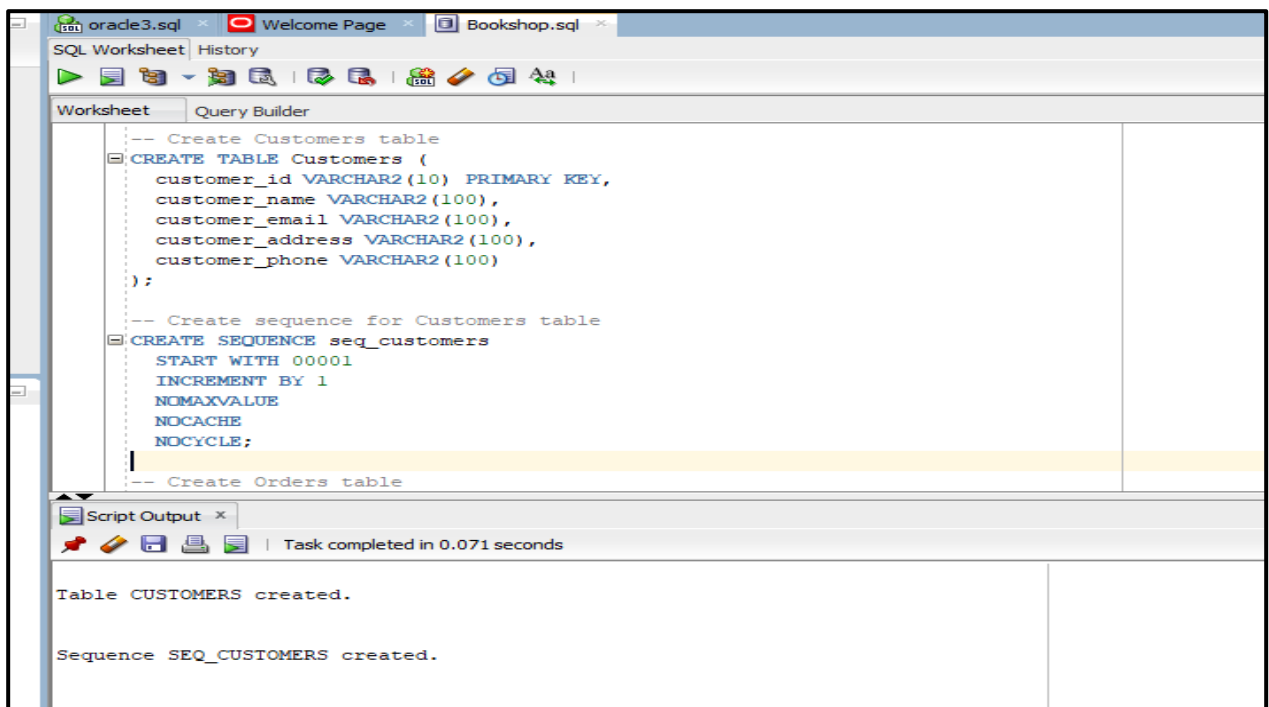 oracle3.sql Welcome Page Bookshop.sql
SQL Worksheet History
Worksheet Query Builder
-- Create Customers table
CREATE TABLE Customers (
customer_id VARCHAR2(10) PRIMARY KEY,
customer_name VARCHAR2(100),
customer_email VARCHAR2(100),
customer_address VARCHAR2(100),
customer_phone VARCHAR2(100)
);
-- Create sequence for Customers table
CREATE SEQUENCE seq_customers
START WITH 00001
INCREMENT BY 1
NOMAXVALUE
NOCACHE
NOCYCLE;
-- Create Orders table
Script Output
Task completed in 0.071 seconds
Table CUSTOMERS created.
Sequence SEQ_CUSTOMERS created.